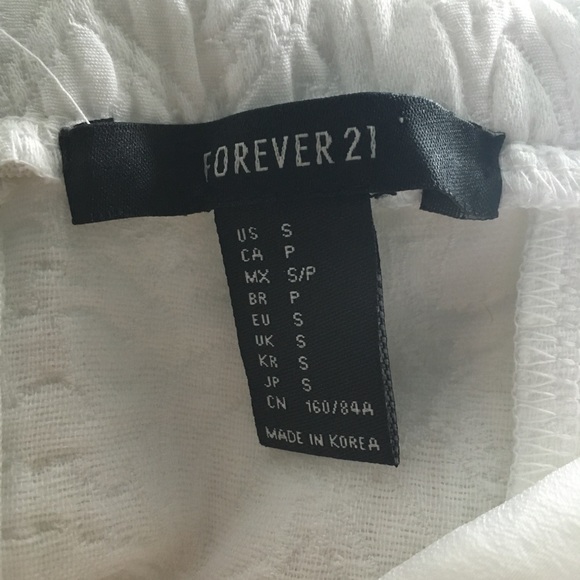 FOREVER 21
US S
CA P
MX S/P
BR P
EU S
UK S
KR S
JP S
CN 160/84A
MADE IN KOREA